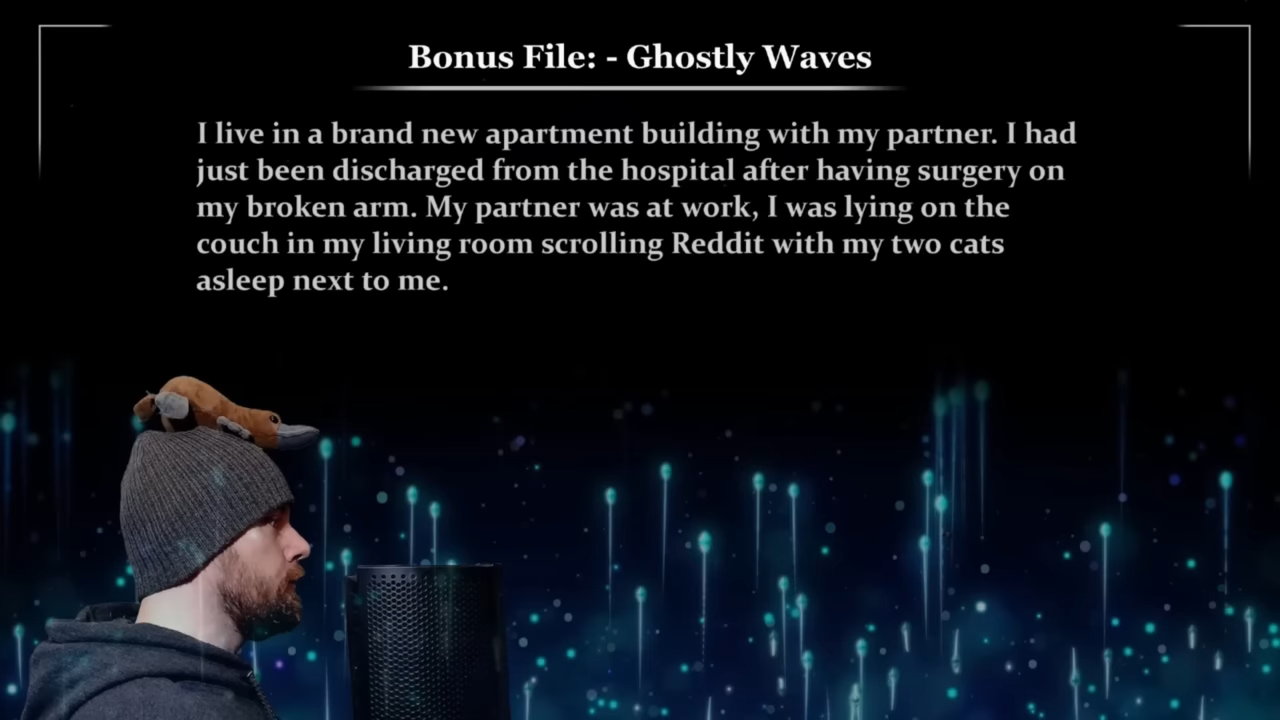 Bonus File: - Ghostly Waves
I live in a brand new apartment building with my partner. I had
just been discharged from the hospital after having surgery on
my broken arm. My partner was at work, I was lying on the
couch in my living room scrolling Reddit with my two cats
asleep next to me.